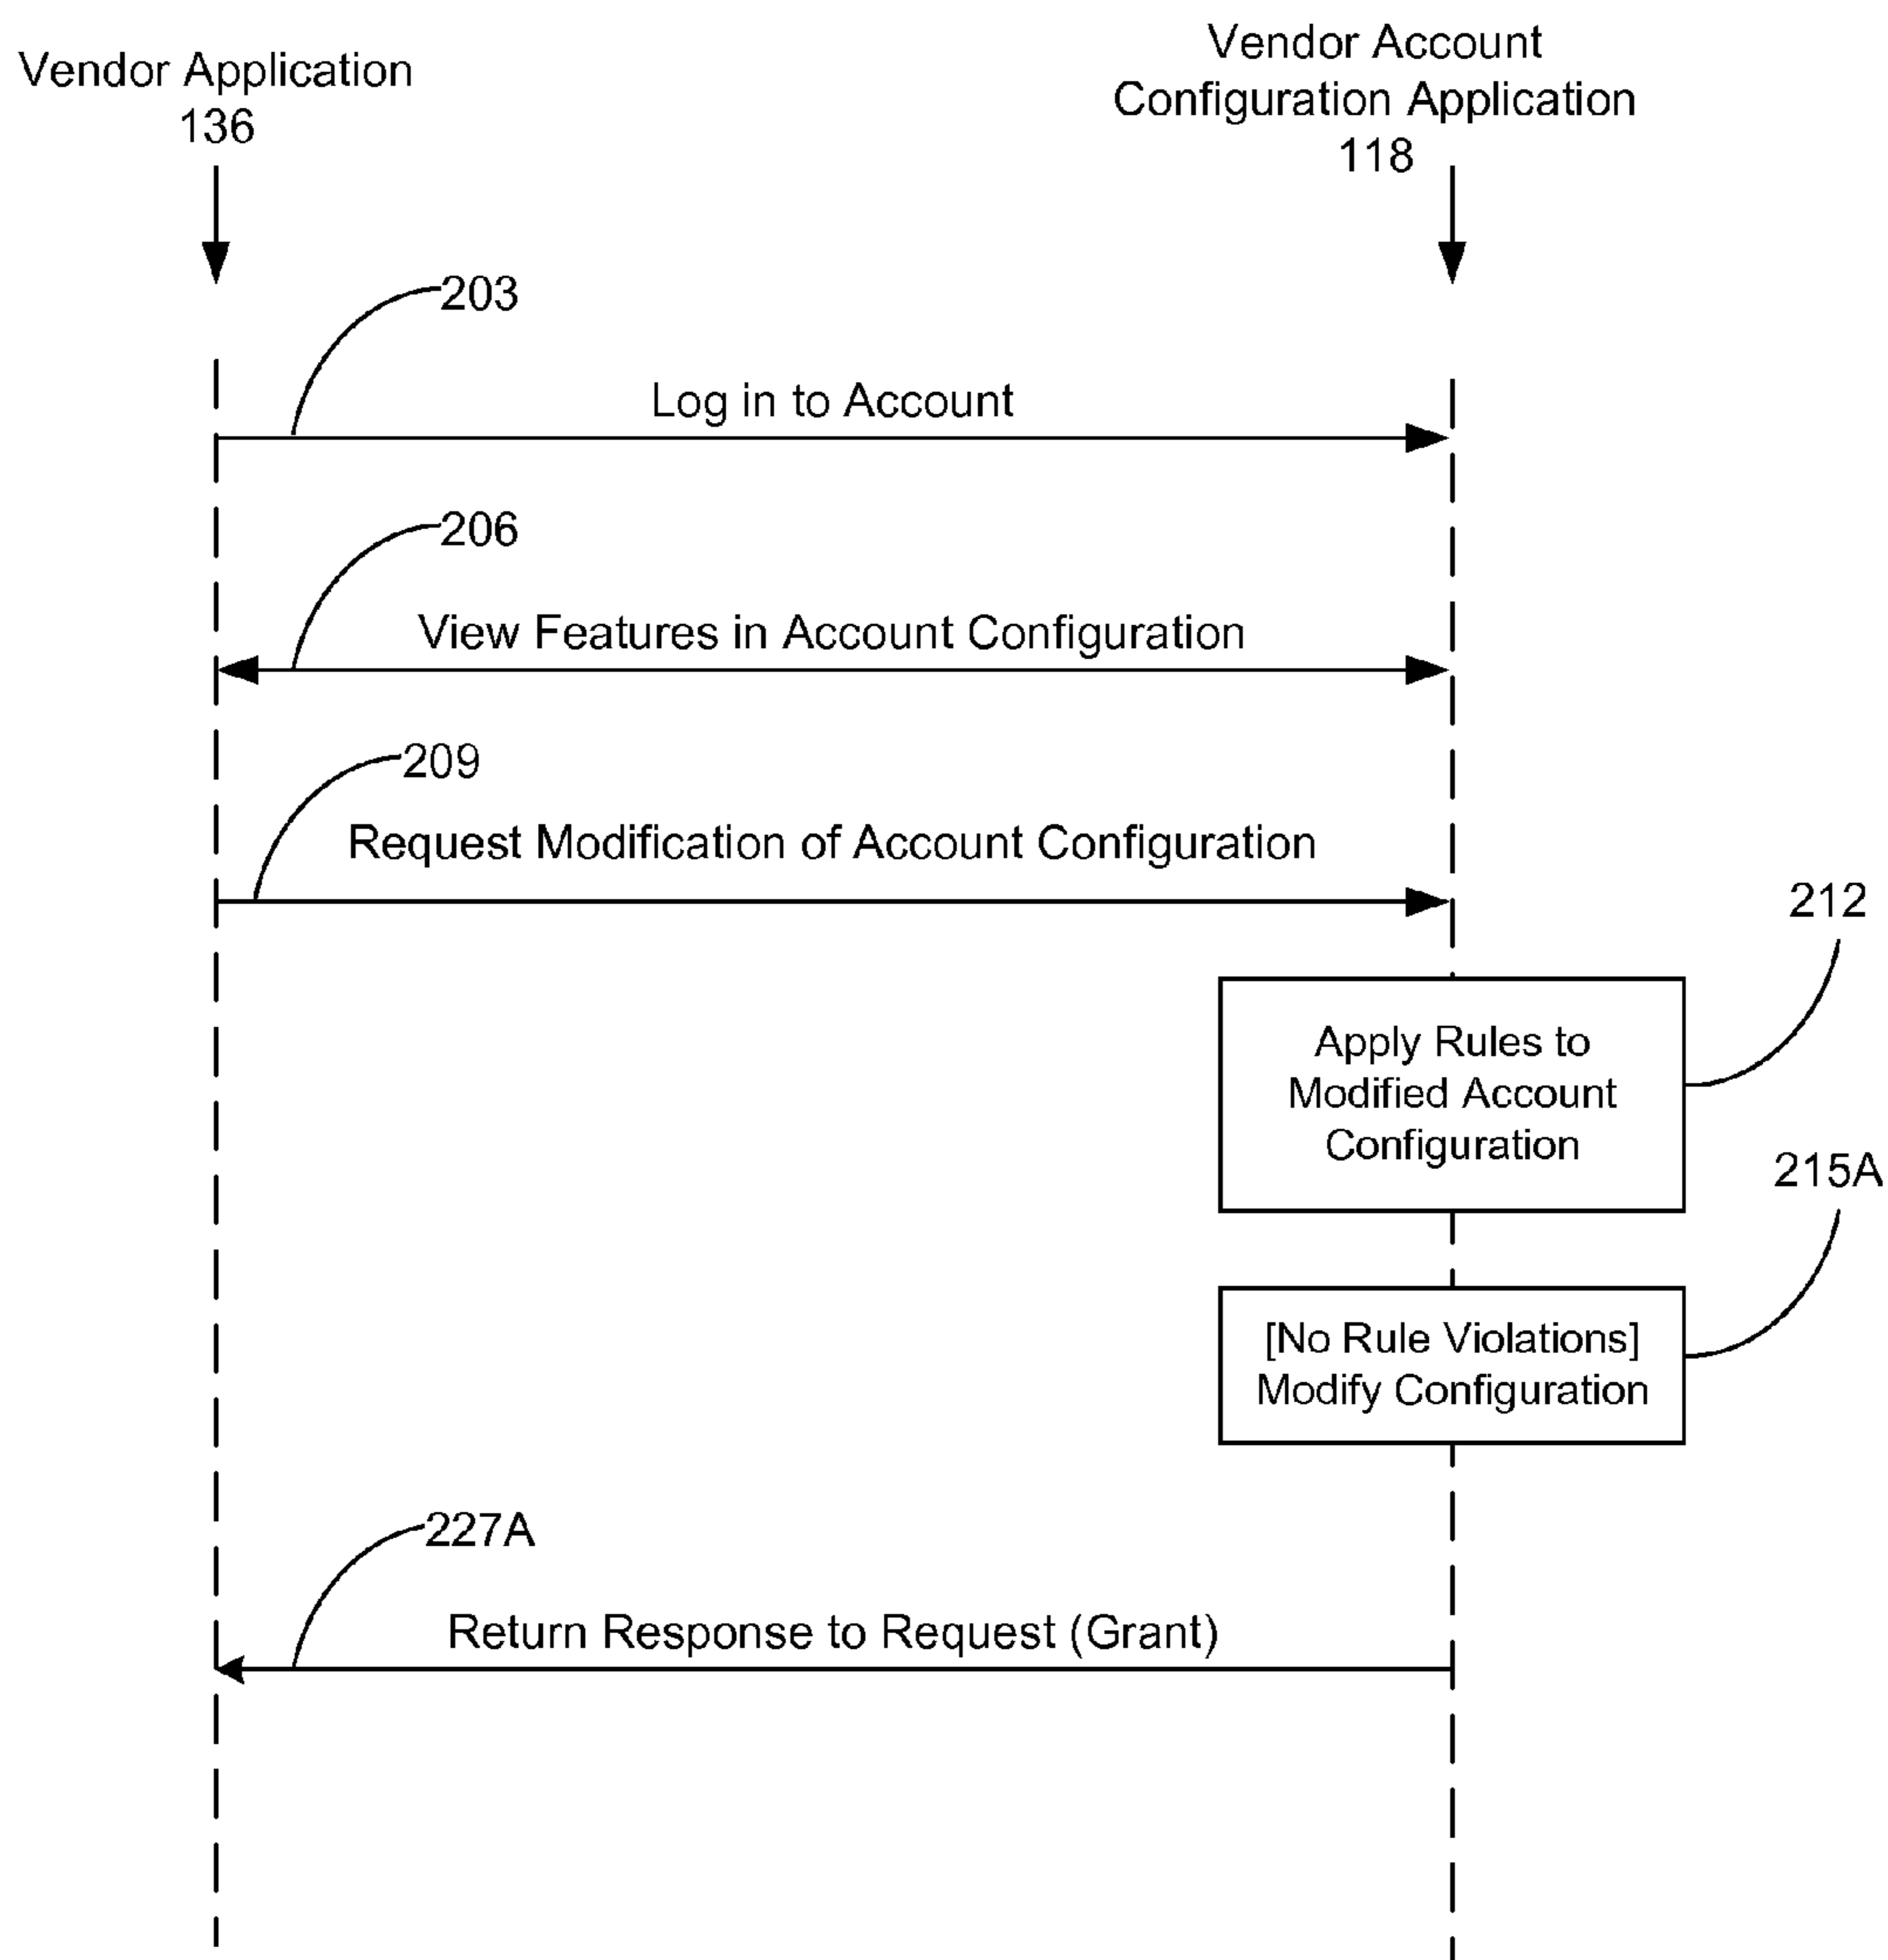 Vendor Application
136
Vendor Account
Configuration Application
118
203
Log in to Account
206
View Features in Account Configuration
209
Request Modification of Account Configuration
212
Apply Rules to
Modified Account
Configuration
215A
[No Rule Violations]
Modify Configuration
227A
Return Response to Request (Grant)